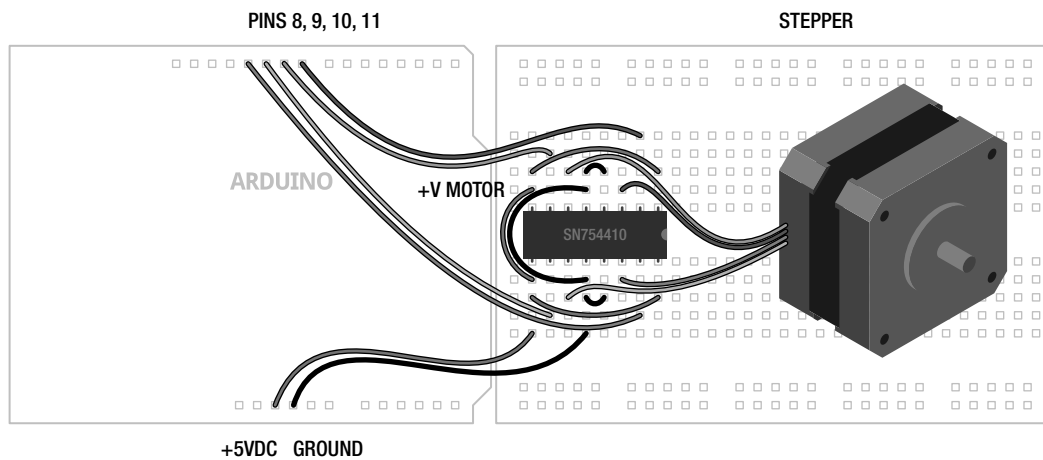 PINS 8, 9, 10, 11
STEPPER
ARDUINO
+V MOTOR
SN754410
+5VDC GROUND